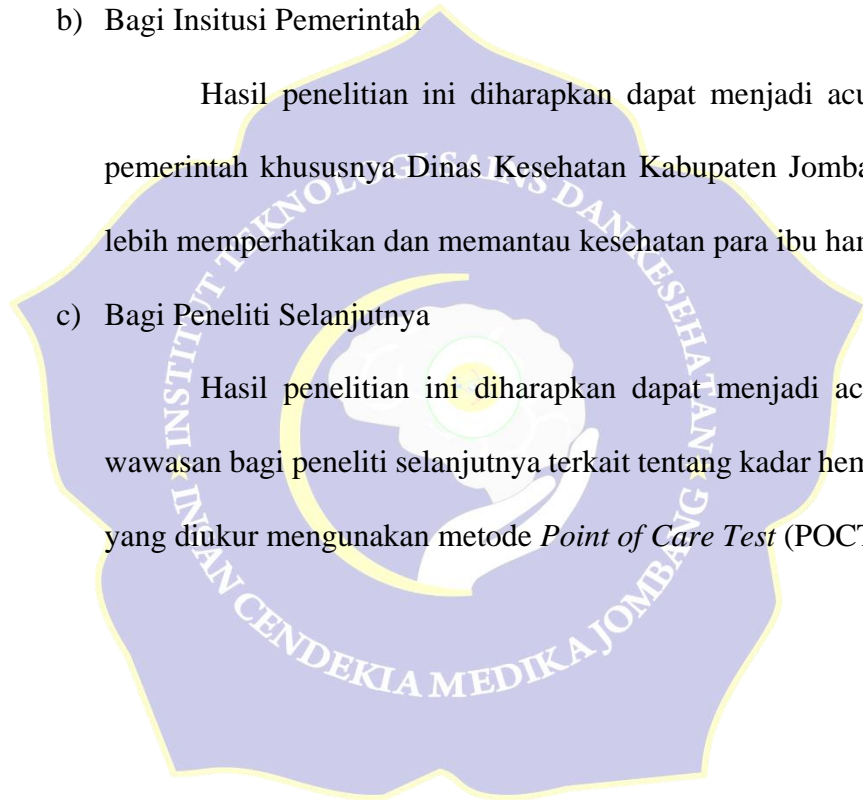 b) Bagi Insitusi Pemerintah
Hasil penelitian ini diharapkan dapat menjadi acu
pemerintah khususnya Dinas Kesehatan Kabupaten Jomba
lebih memperhatikan dan memantau kesehatan para ibu ham
c) Bagi Peneliti Selanjutnya
Hasil penelitian ini diharapkan dapat menjadi ac
wawasan bagi peneliti selanjutnya terkait tentang kadar hem
yang diukur mengunakan metode Point of Care Test (POCT
INSTITUT TEKNOLOGI SAINS DAN KESEHATAN
INSAN CENDEKIA MEDIKA JOMBANG